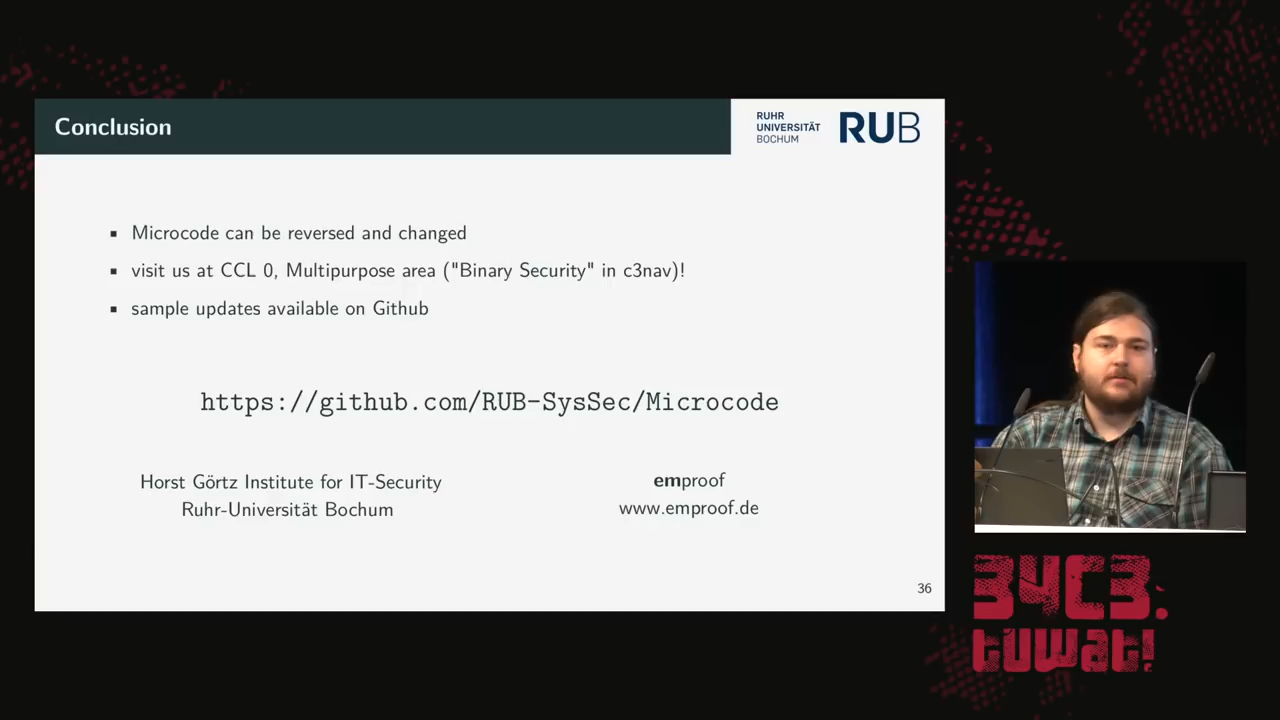 Conclusion
RUHR
UNIVERSITÄT
BOCHUM
RUB
Microcode can be reversed and changed
visit us at CCL 0, Multipurpose area ("Binary Security" in c3nav)!
sample updates available on Github
https://github.com/RUB-SysSec/Microcode
Horst Görtz Institute for IT-Security
Ruhr-Universität Bochum
emproof
www.emproof.de
36
34C3.
tuwat!